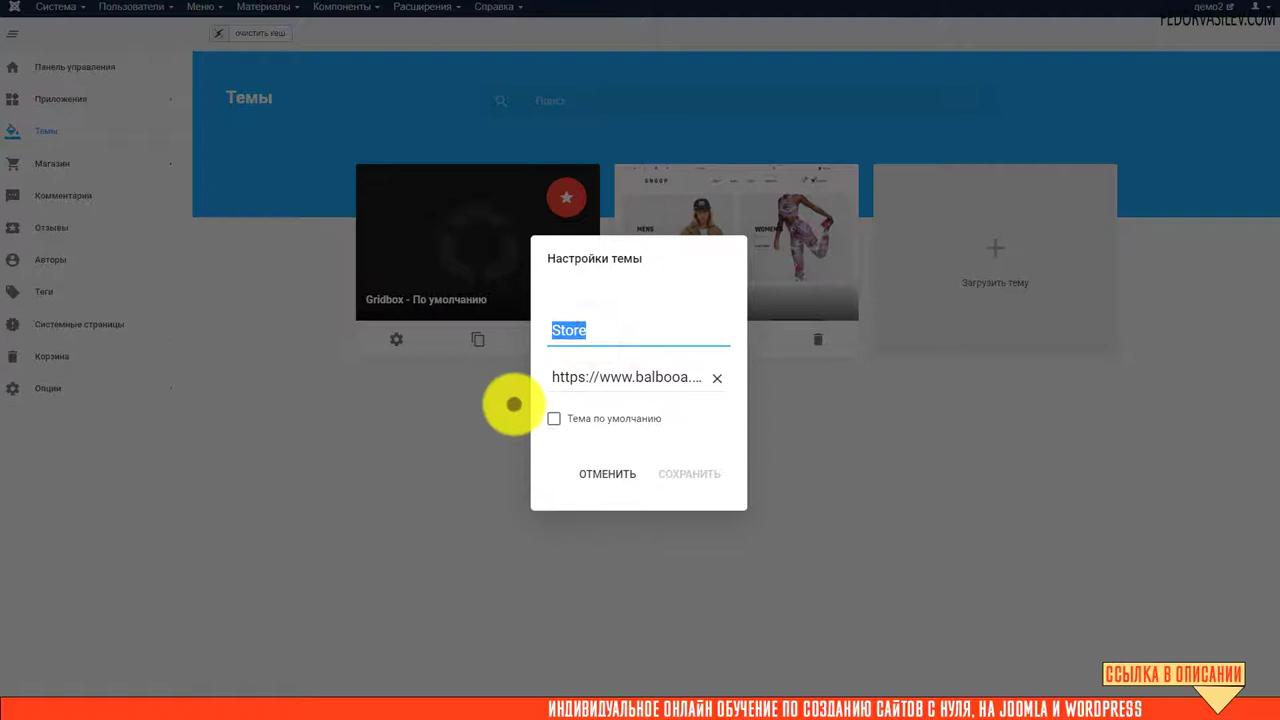 Система Пользователи Меню Материалы Компоненты Расширения Справка
qемо2
FEDORVASILEV.COM
очистить кеш
Панель управления
Приложения
Темы
Магазин
Комментарии
Отзывы
Авторы
Теги
Системные страницы
Корзина
Опции
Темы
Поиск
Gridbox - По умолчанию
MENS
WOMEN'S
Загрузить тему
Настройки темы
Store
https://www.balbooa....
Тема по умолчанию
ОТМЕНИТЬ СОХРАНИТЬ
ССЫЛКА В ОПИСАНИИ
ИНДИВИДУАЛЬНОЕ ОНЛАЙН ОБУЧЕНИЕ ПО СОЗДАНИЮ САЙТОВ С НУЛЯ, НА JOOMLA И WORDPRESS